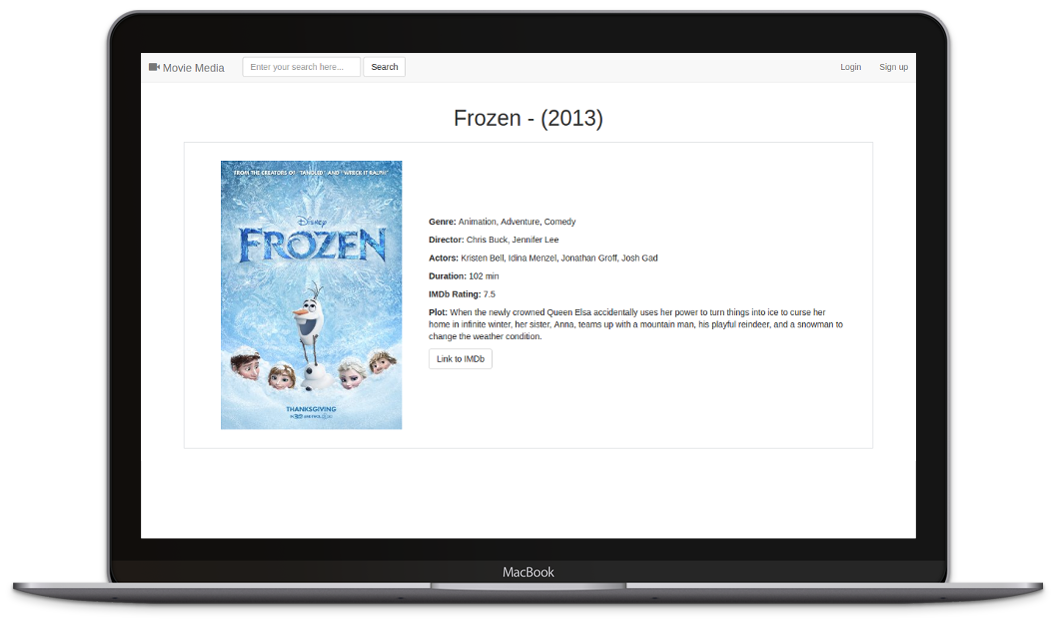 Movie Media
Enter your search here...
Search
Login
Sign up
Frozen - (2013)
FROM THE CREATORS OF "TANGLED" AND "WRECK-IT RALPH"
Disney
FROZEN
THANKSGIVING
Genre: Animation, Adventure, Comedy
Director: Chris Buck, Jennifer Lee
Actors: Kristen Bell, Idina Menzel, Jonathan Groff, Josh Gad
Duration: 102 min
IMDb Rating: 7.5
Plot: When the newly crowned Queen Elsa accidentally uses her power to turn things into ice to curse her
home in infinite winter, her sister, Anna, teams up with a mountain man, his playful reindeer, and a snowman to
change the weather condition.
Link to IMDb
MacBook